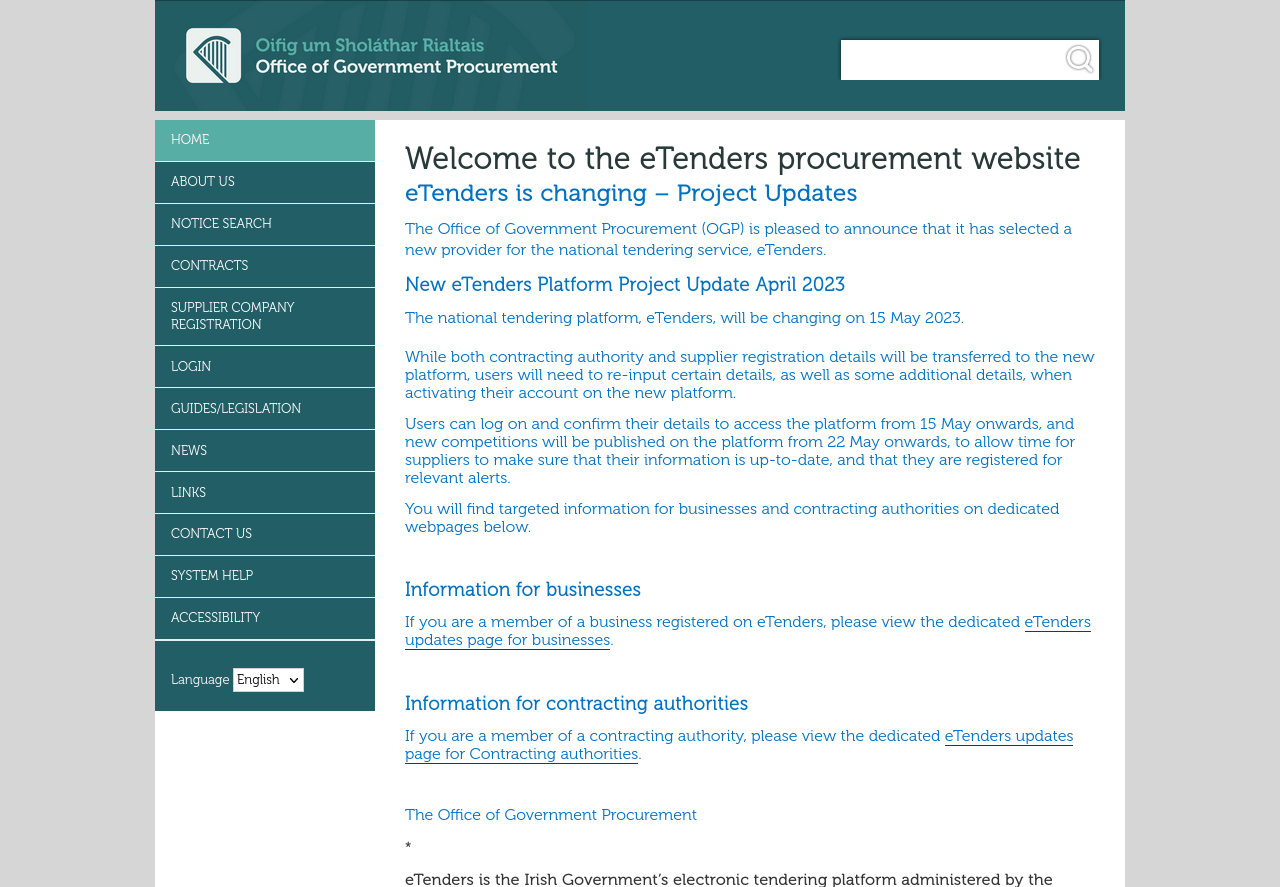 Oifig um Sholáthar Rialtais
Office of Government Procurement
HOME
ABOUT US
NOTICE SEARCH
CONTRACTS
SUPPLIER COMPANY
REGISTRATION
LOGIN
GUIDES/LEGISLATION
NEWS
LINKS
CONTACT US
SYSTEM HELP
ACCESSIBILITY
Language English
Welcome to the eTenders procurement website
eTenders is changing – Project Updates
The Office of Government Procurement (OGP) is pleased to announce that it has selected a
new provider for the national tendering service, eTenders.
New eTenders Platform Project Update April 2023
The national tendering platform, eTenders, will be changing on 15 May 2023.
While both contracting authority and supplier registration details will be transferred to the new
platform, users will need to re-input certain details, as well as some additional details, when
activating their account on the new platform.
Users can log on and confirm their details to access the platform from 15 May onwards, and
new competitions will be published on the platform from 22 May onwards, to allow time for
suppliers to make sure that their information is up-to-date, and that they are registered for
relevant alerts.
You will find targeted information for businesses and contracting authorities on dedicated
webpages below.
Information for businesses
If you are a member of a business registered on eTenders, please view the dedicated eTenders
updates page for businesses.
Information for contracting authorities
If you are a member of a contracting authority, please view the dedicated eTenders updates
page for Contracting authorities.
The Office of Government Procurement
*
eTenders is the Irish Government’s electronic tendering platform administered by the